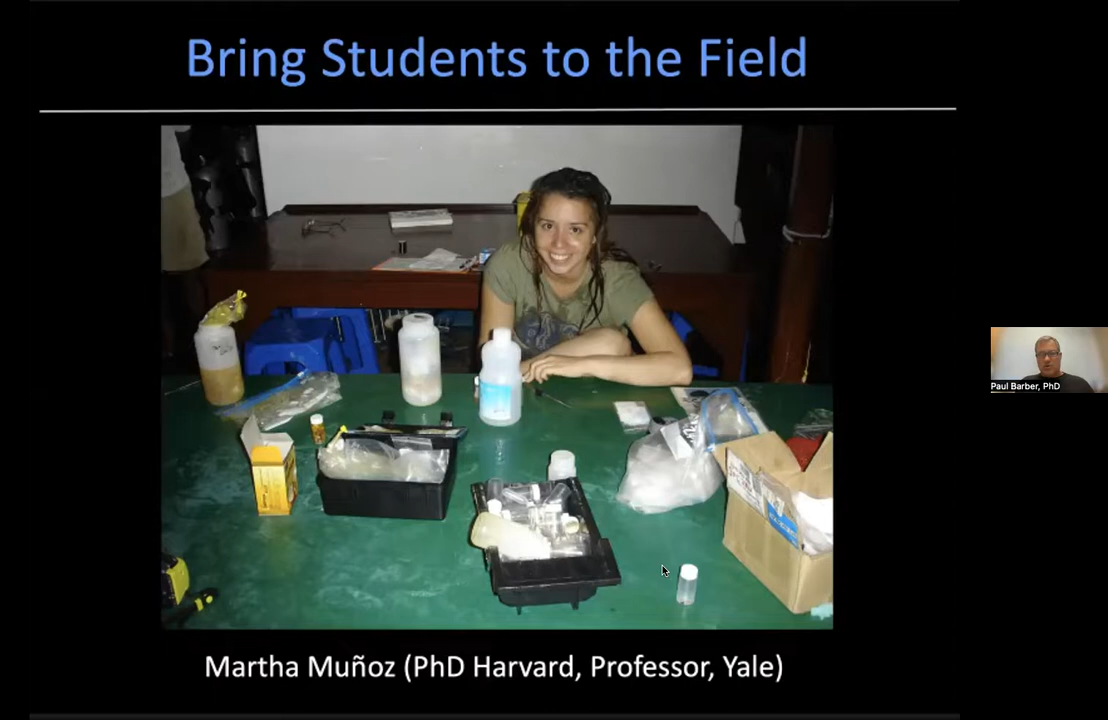 Bring Students to the Field
Paul Barber, PhD
Martha Muñoz (PhD Harvard, Professor, Yale)